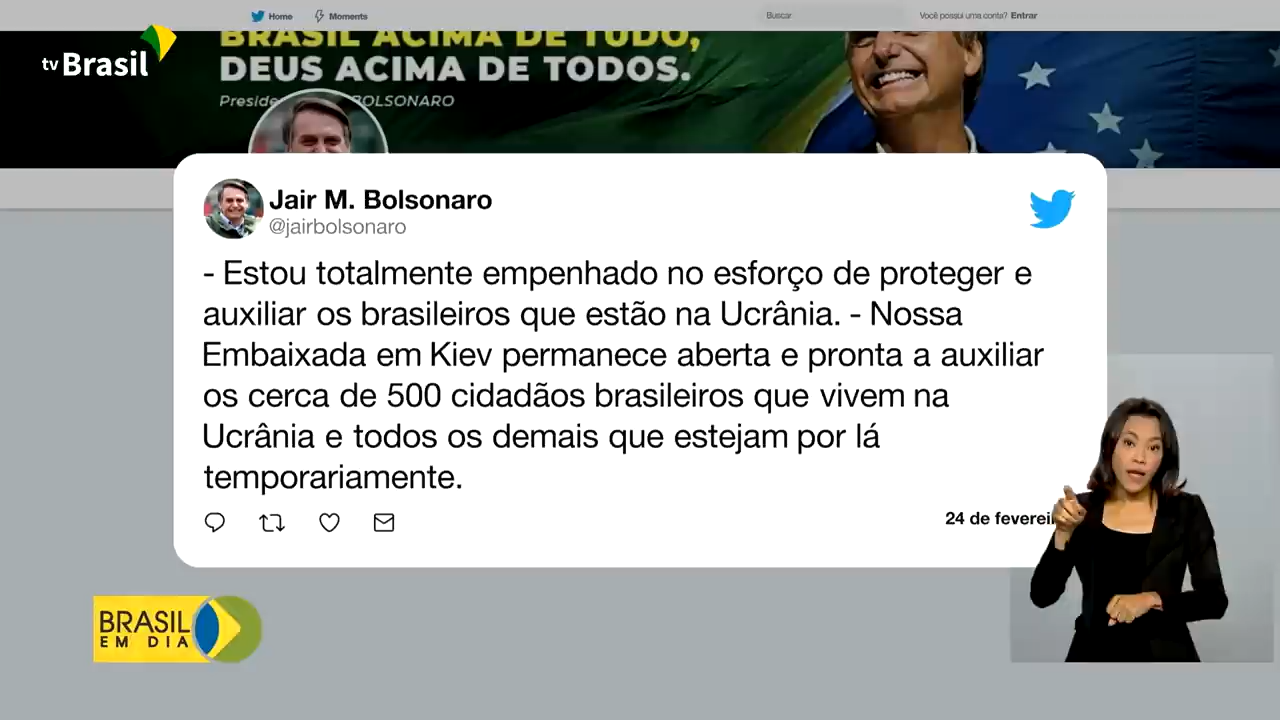 Home Moments Buscar Você possui uma conta? Entrar
tv Brasil
BRASIL ACIMA DE TUDO,
DEUS ACIMA DE TODOS.
Preside BOLSONARO
Jair M. Bolsonaro
@jairbolsonaro
- Estou totalmente empenhado no esforço de proteger e
auxiliar os brasileiros que estão na Ucrânia. - Nossa
Embaixada em Kiev permanece aberta e pronta a auxiliar
os cerca de 500 cidadãos brasileiros que vivem na
Ucrânia e todos os demais que estejam por lá
temporariamente.
24 de feverei
BRASIL
EM DIA